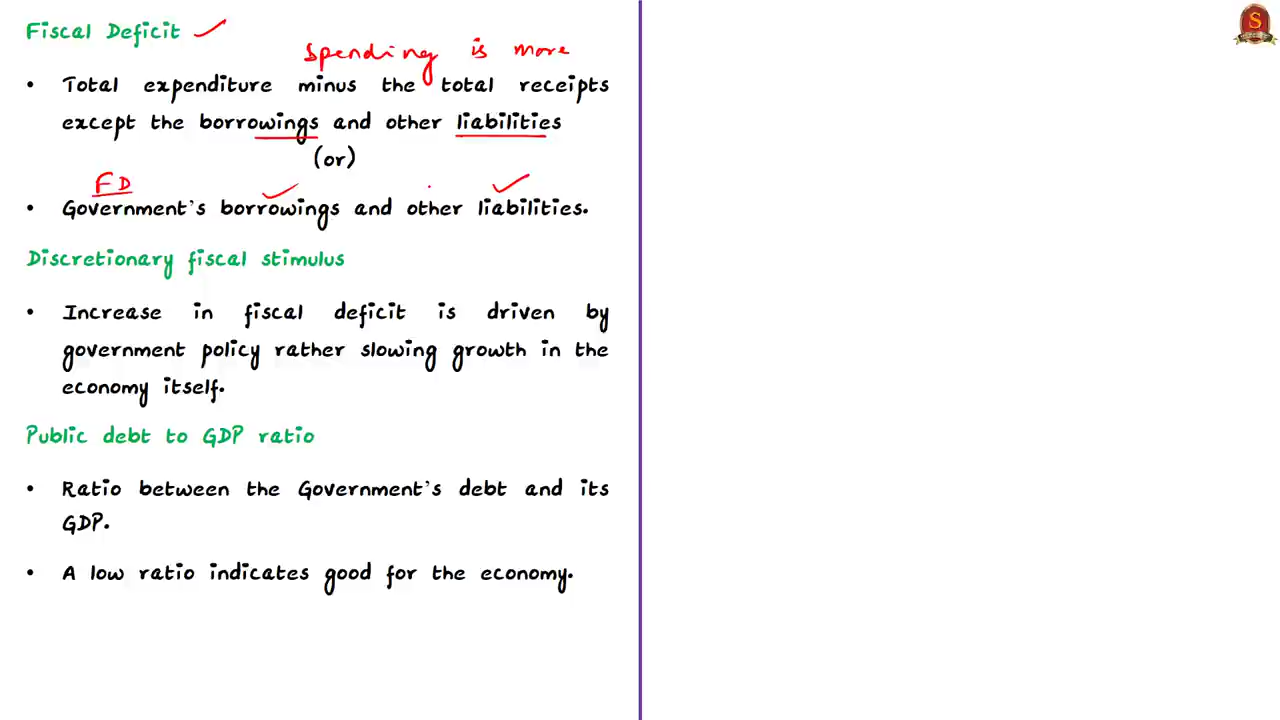 Fiscal Deficit
Spending is more
• Total expenditure minus the total receipts
except the borrowings and other liabilities
(or)
FD
• Government's borrowings and other liabilities.
Discretionary fiscal stimulus
• Increase in fiscal deficit is driven by
government policy rather slowing growth in the
economy itself.
Public debt to GDP ratio
• Ratio between the Government's debt and its
GDP.
• A low ratio indicates good for the economy.
S